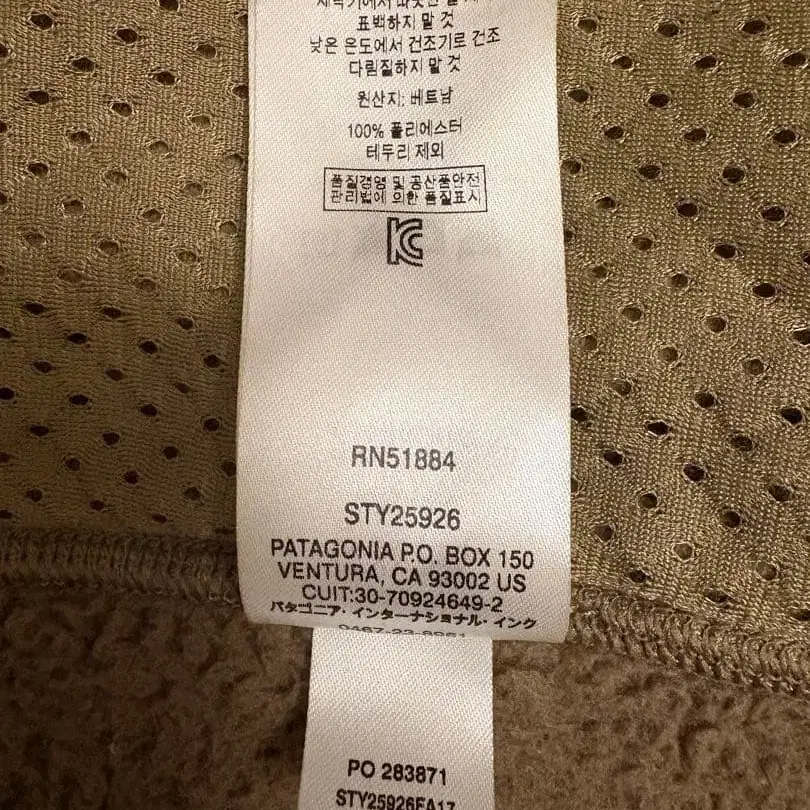 표백하지 말 것
낮은 온도에서 건조기로 건조
다림질하지 말 것
원산지; 베트남
100% 폴리에스터
테두리 제외
품질경영 및 공산품안전
관리법에 의한 품질표시
RN51884
STY25926
PATAGONIA P.O. BOX 150
VENTURA, CA 93002 US
CUIT:30-70924649-2
パタゴニア・インターナショナル・インク
PO 283871
STY25926FA17